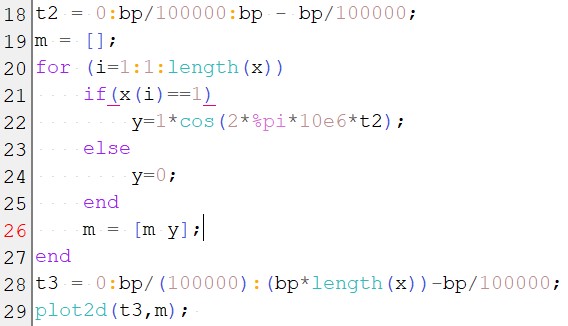 18 t2 = 0:bp/100000:bp - bp/100000;
19 m = [];
20 for (i=1:1:length(x))
21 if(x(i)==1)
22 y=1*cos(2*%pi*10e6*t2);
23 else
24 y=0;
25 end
26 m = [m y];
27 end
28 t3 = 0:bp/(100000):(bp*length(x))-bp/100000;
29 plot2d(t3,m);